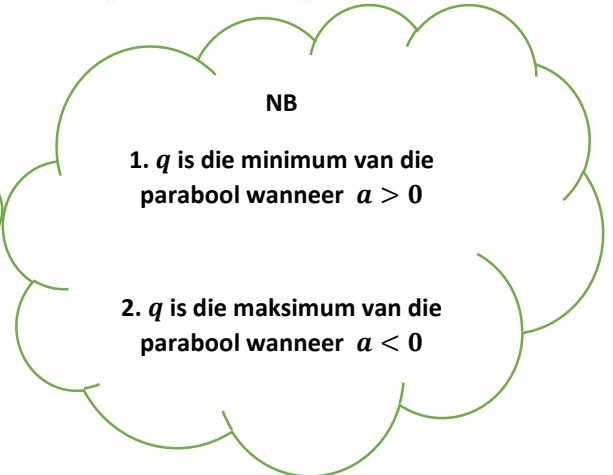 NB
1. q is die minimum van die
parabool wanneer a > 0
2. q is die maksimum van die
parabool wanneer a < 0